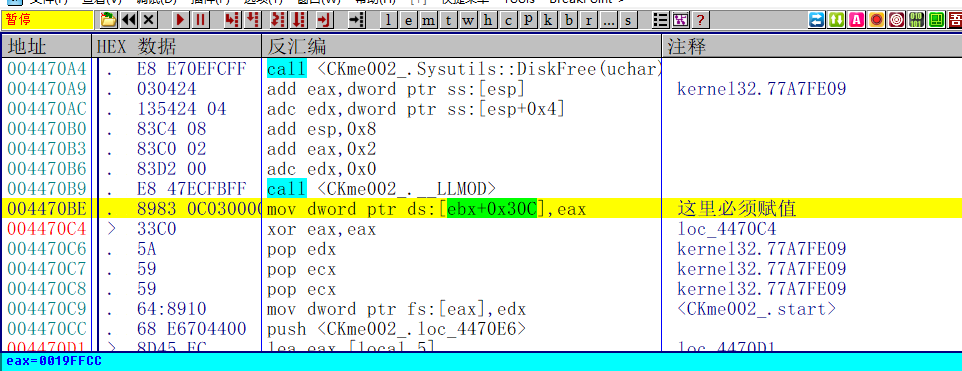 暂停 l e m t w h c p k b r ... s ?
地址 HEX 数据 反汇编 注释
004470A4 . E8 E70EFCFF call <CKme002_.Sysutils::DiskFree(uchar)
004470A9 . 030424 add eax,dword ptr ss:[esp] kernel32.77A7FE09
004470AC . 135424 04 adc edx,dword ptr ss:[esp+0x4]
004470B0 . 83C4 08 add esp,0x8
004470B3 . 83C0 02 add eax,0x2
004470B6 . 83D2 00 adc edx,0x0
004470B9 . E8 47ECFBFF call <CKme002_.__LLMOD>
004470BE . 8983 0C030000 mov dword ptr ds:[ebx+0x30C],eax 这里必须赋值
004470C4 > 33C0 xor eax,eax loc_4470C4
004470C6 . 5A pop edx kernel32.77A7FE09
004470C7 . 59 pop ecx kernel32.77A7FE09
004470C8 . 59 pop ecx kernel32.77A7FE09
004470C9 . 64:8910 mov dword ptr fs:[eax],edx <CKme002_.start>
004470CC . 68 E6704400 push <CKme002_.loc_4470E6>
004470D1 > 8D45 EC lea eax,[local.5] loc_4470D1
eax=0019FFCC